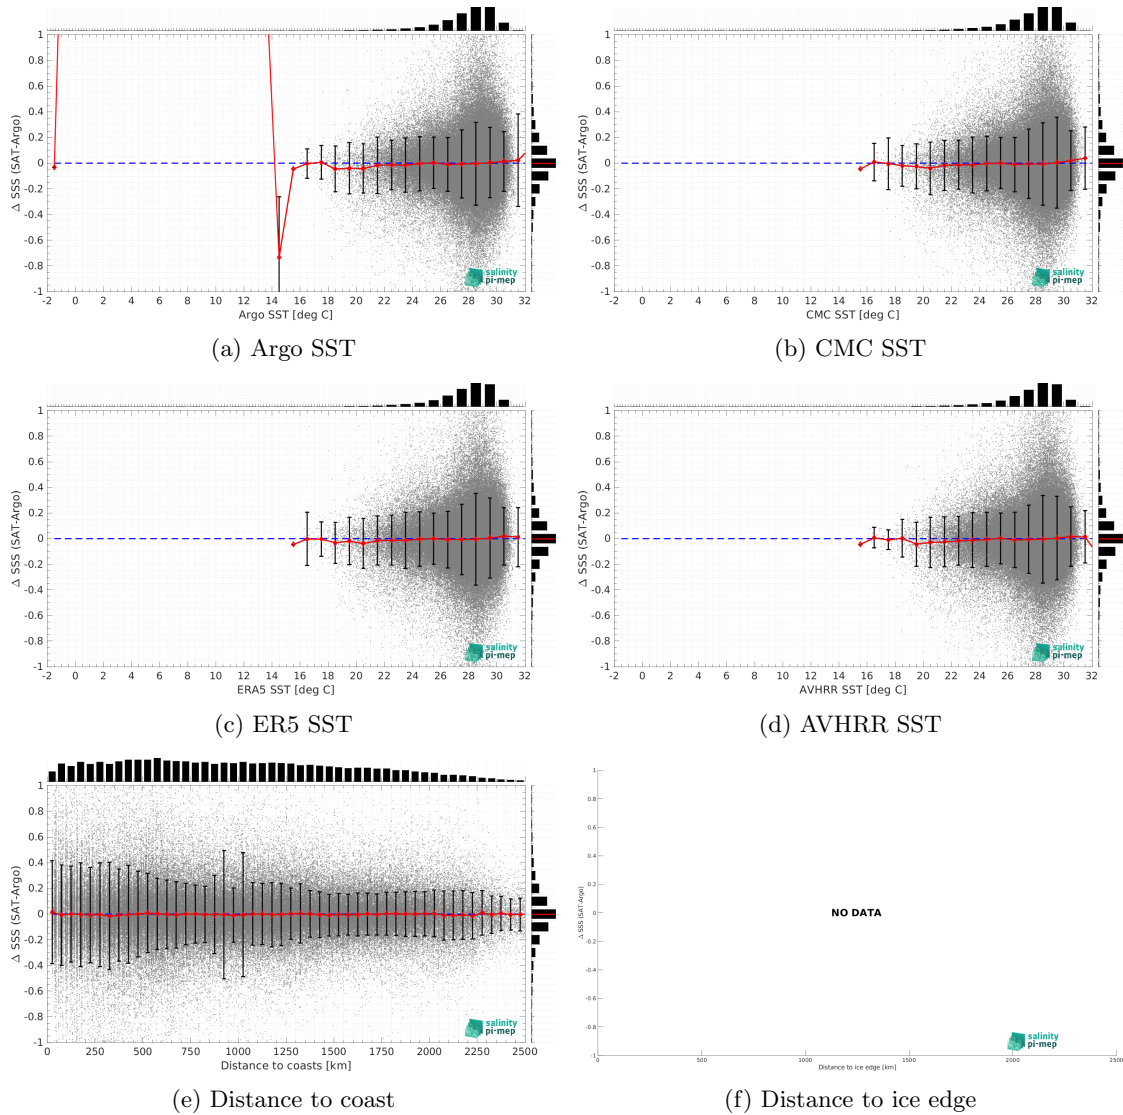 1
0.8
0.6
0.4
0.2
0
-0.2
-0.4
-0.6
-0.8
-1
Δ SSS (SAT-Argo)
-2 0 2 4 6 8 10 12 14 16 18 20 22 24 26 28 30 32
Argo SST [deg C]
salinity
pi-mep
(a) Argo SST
1
0.8
0.6
0.4
0.2
0
-0.2
-0.4
-0.6
-0.8
-1
Δ SSS (SAT-Argo)
-2 0 2 4 6 8 10 12 14 16 18 20 22 24 26 28 30 32
CMC SST [deg C]
salinity
pi-mep
(b) CMC SST
1
0.8
0.6
0.4
0.2
0
-0.2
-0.4
-0.6
-0.8
-1
Δ SSS (SAT-Argo)
-2 0 2 4 6 8 10 12 14 16 18 20 22 24 26 28 30 32
ERA5 SST [deg C]
salinity
pi-mep
(c) ER5 SST
1
0.8
0.6
0.4
0.2
0
-0.2
-0.4
-0.6
-0.8
-1
Δ SSS (SAT-Argo)
-2 0 2 4 6 8 10 12 14 16 18 20 22 24 26 28 30 32
AVHRR SST [deg C]
salinity
pi-mep
(d) AVHRR SST
1
0.8
0.6
0.4
0.2
0
-0.2
-0.4
-0.6
-0.8
-1
Δ SSS (SAT-Argo)
0 250 500 750 1000 1250 1500 1750 2000 2250 2500
Distance to coasts [km]
salinity
pi-mep
(e) Distance to coast
1
0.8
0.6
0.4
0.2
0
-0.2
-0.4
-0.6
-0.8
-1
Δ SSS (SAT-Argo)
NO DATA
0 500 1000 1500 2000 2500
Distance to ice edge [km]
salinity
pi-mep
(f) Distance to ice edge